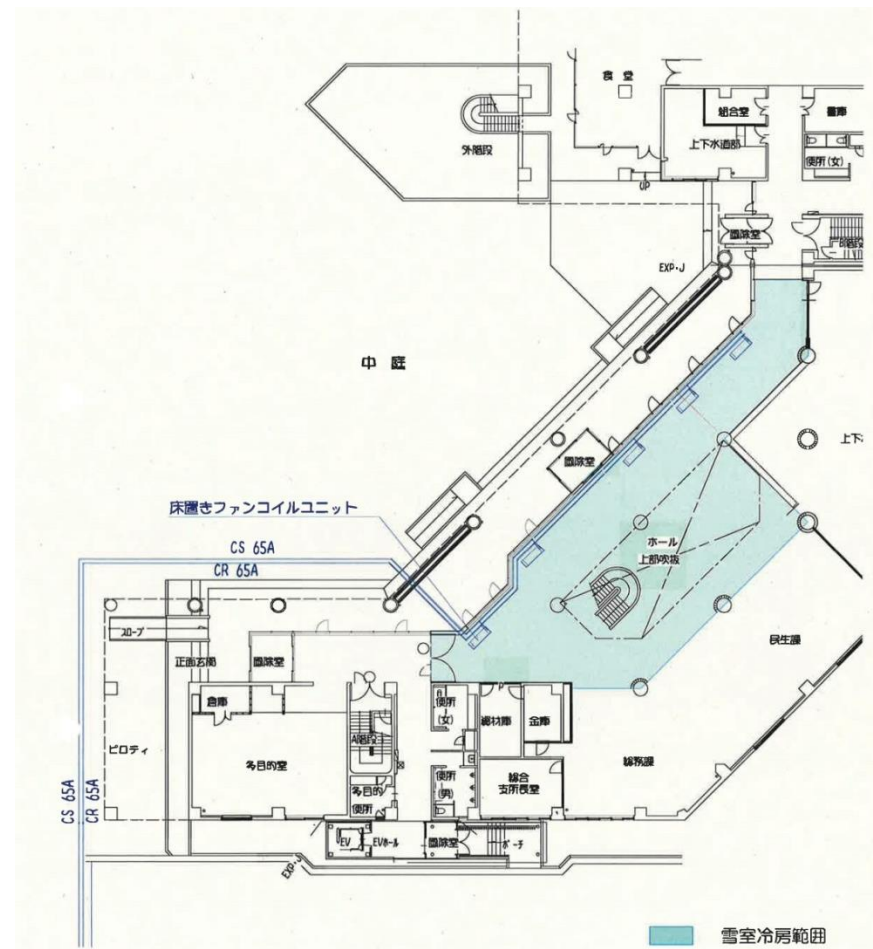 食堂
組合室
書庫
上下水道部
便所(女)
外階段
UP
風除室
B階段
EXP・J
中庭
風除室
上下
床置きファンコイルユニット
CS 65A
CR 65A
ホール
上部吹抜
民生課
スロープ
正面玄関
風除室
倉庫
便所
(女)
金庫
A階段
ピロティ
多目的室
総務課
多目的
便所
便所
(男)
総合
支所長室
CS 65A
CR 65A
EV
EVホール
風除室
ポーチ
EXP・J
雪室冷房範囲